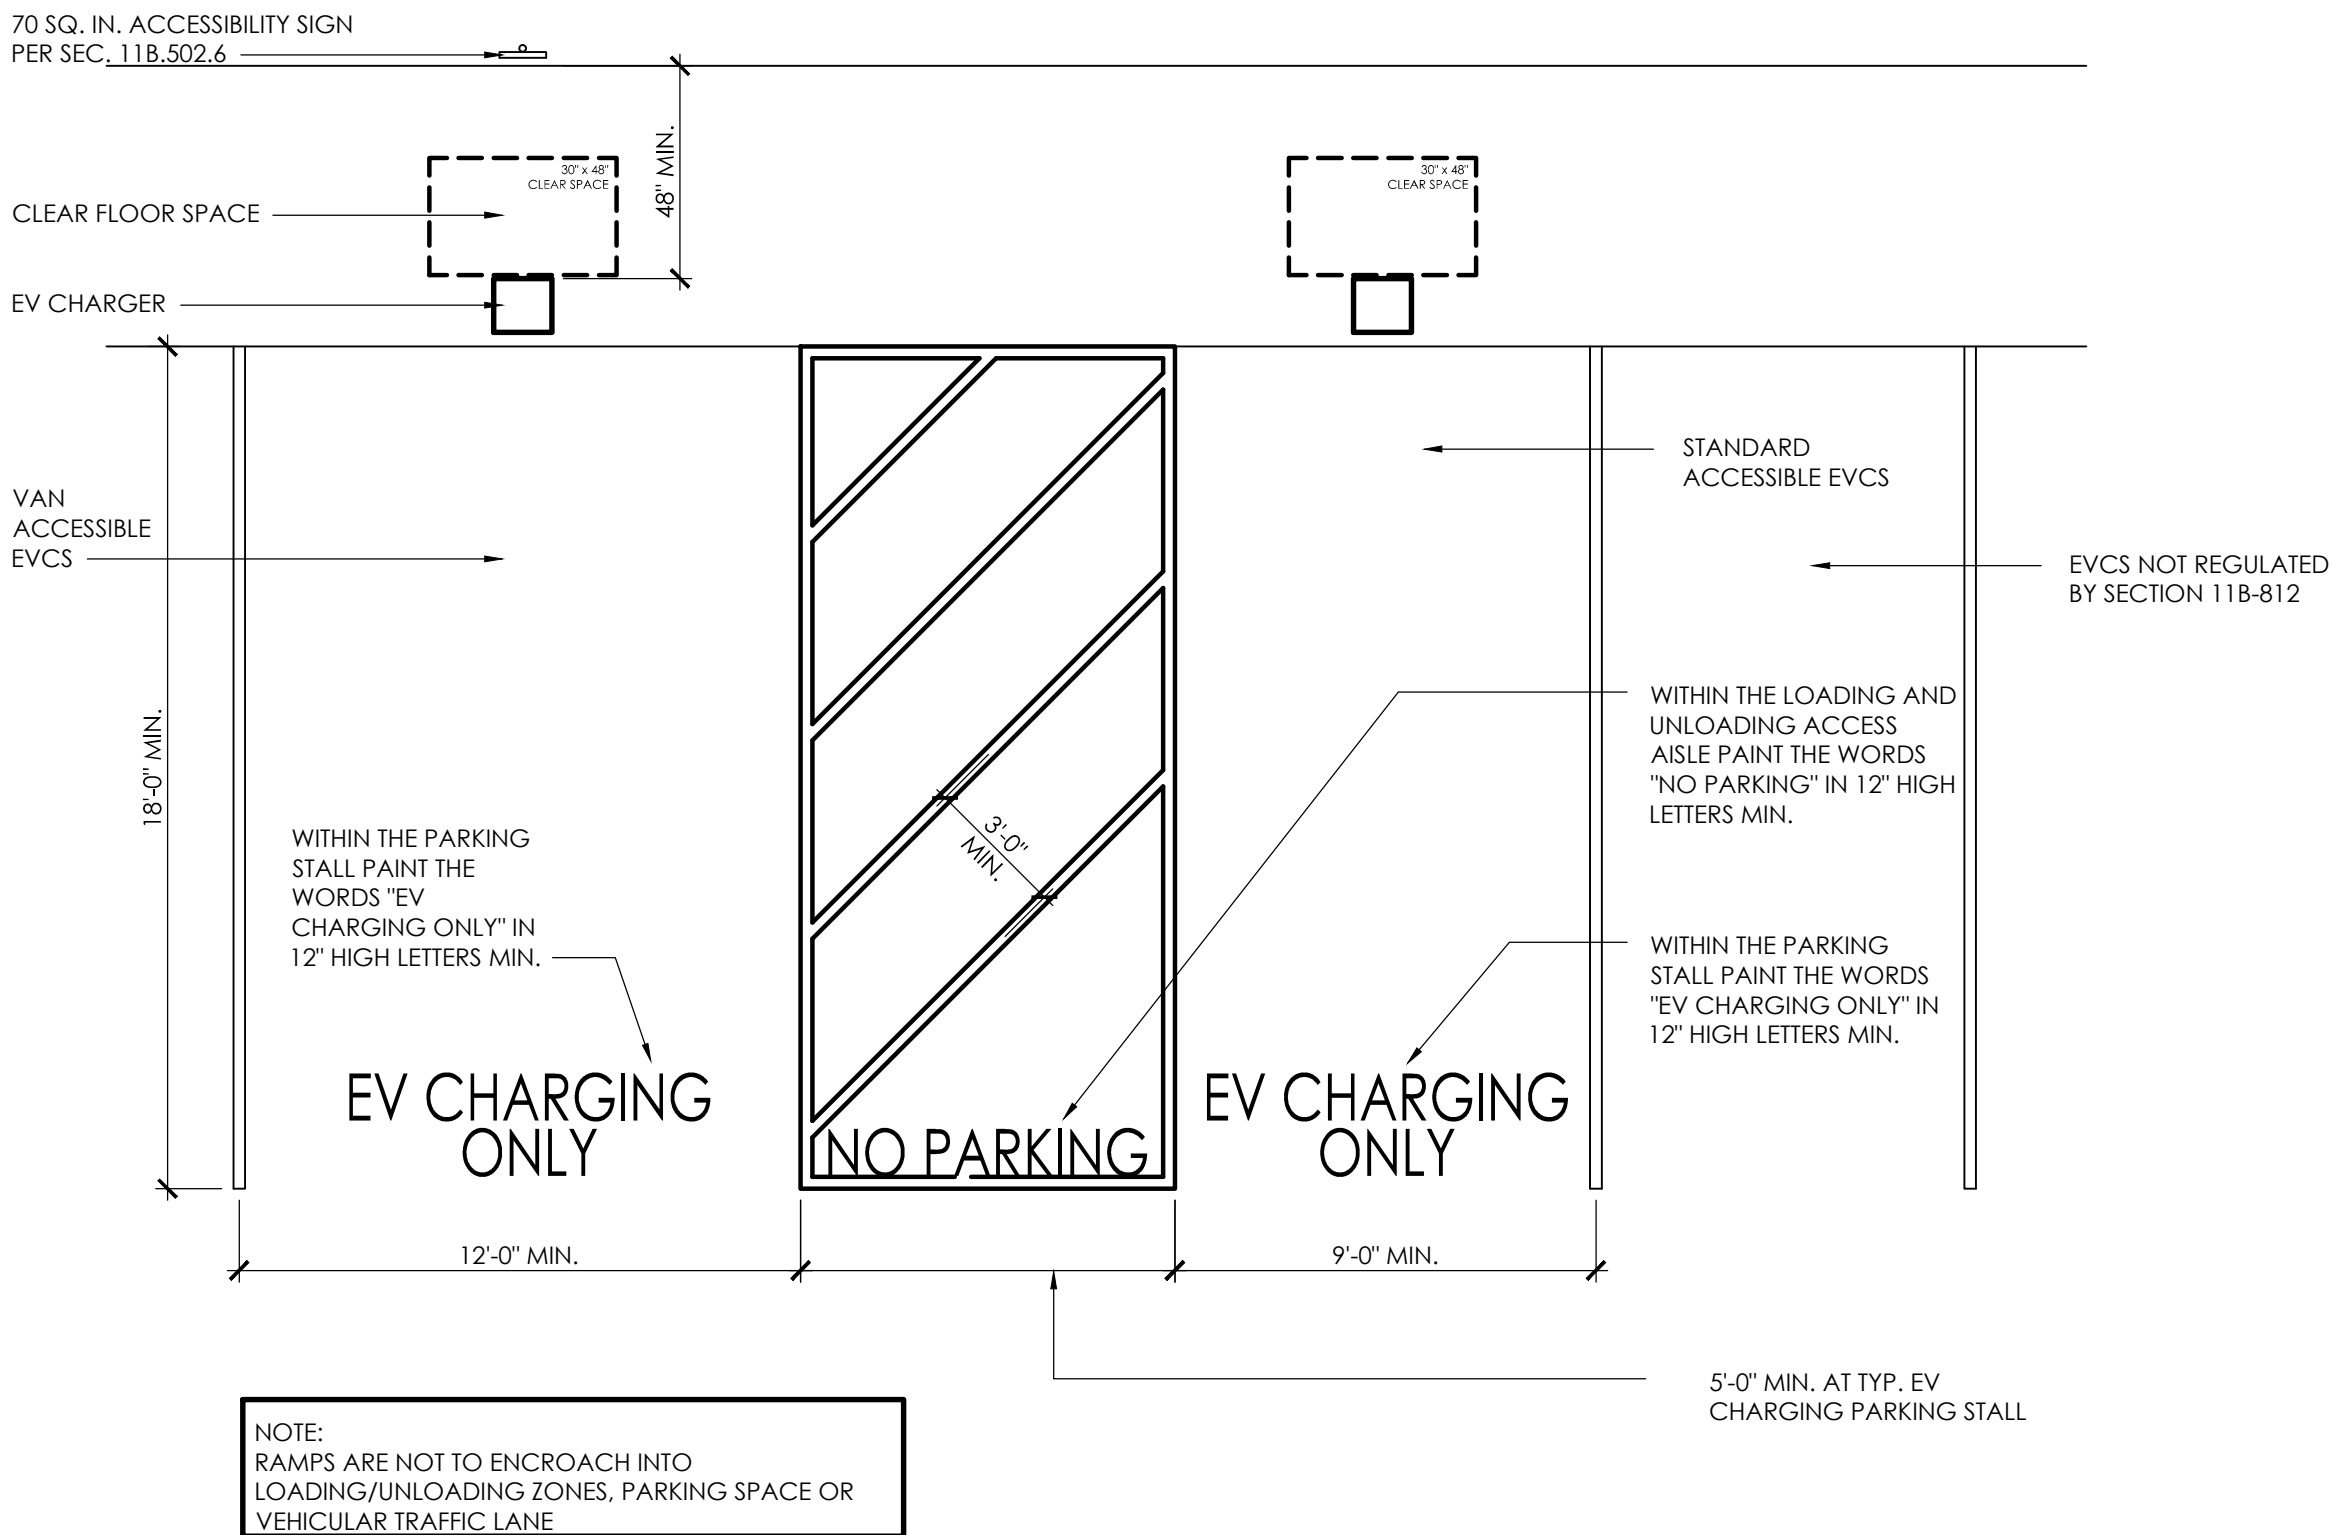 70 SQ. IN. ACCESSIBILITY SIGN
PER SEC. 11B.502.6
30" x 48"
CLEAR SPACE
48" MIN.
30" x 48"
CLEAR SPACE
CLEAR FLOOR SPACE
EV CHARGER
STANDARD
ACCESSIBLE EVCS
VAN
ACCESSIBLE
EVCS
EVCS NOT REGULATED
BY SECTION 11B-812
WITHIN THE LOADING AND
UNLOADING ACCESS
AISLE PAINT THE WORDS
"NO PARKING" IN 12" HIGH
LETTERS MIN.
18'-0" MIN.
WITHIN THE PARKING
STALL PAINT THE
WORDS "EV
CHARGING ONLY" IN
12" HIGH LETTERS MIN.
3'-0"
MIN.
WITHIN THE PARKING
STALL PAINT THE WORDS
"EV CHARGING ONLY" IN
12" HIGH LETTERS MIN.
EV CHARGING
ONLY
NO PARKING
EV CHARGING
ONLY
12'-0" MIN.
9'-0" MIN.
5'-0" MIN. AT TYP. EV
CHARGING PARKING STALL
NOTE:
RAMPS ARE NOT TO ENCROACH INTO
LOADING/UNLOADING ZONES, PARKING SPACE OR
VEHICULAR TRAFFIC LANE